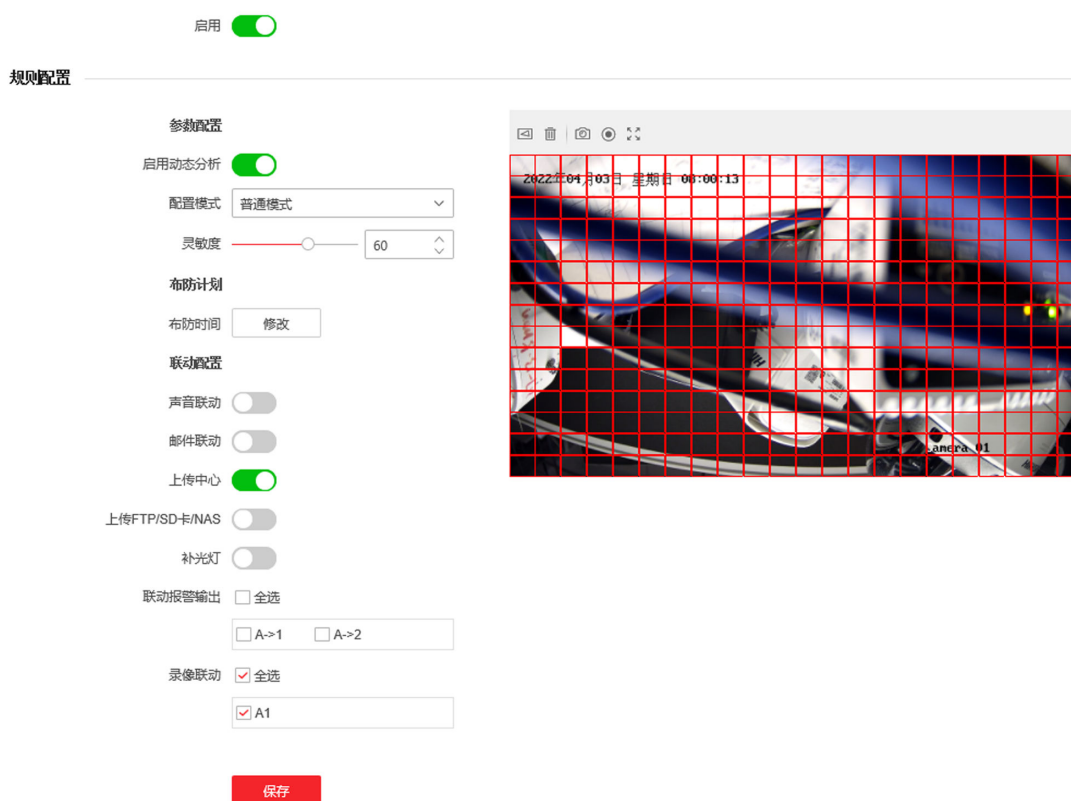 启用
规则配置
参数配置
启用动态分析
配置模式 普通模式
灵敏度 60
布防计划
布防时间 修改
联动配置
声音联动
邮件联动
上传中心
上传FTP/SD卡/NAS
补光灯
联动报警输出 全选
A->1 A->2
录像联动 全选
A1
保存
2022年04月03日 星期日 08:00:13
amera 01